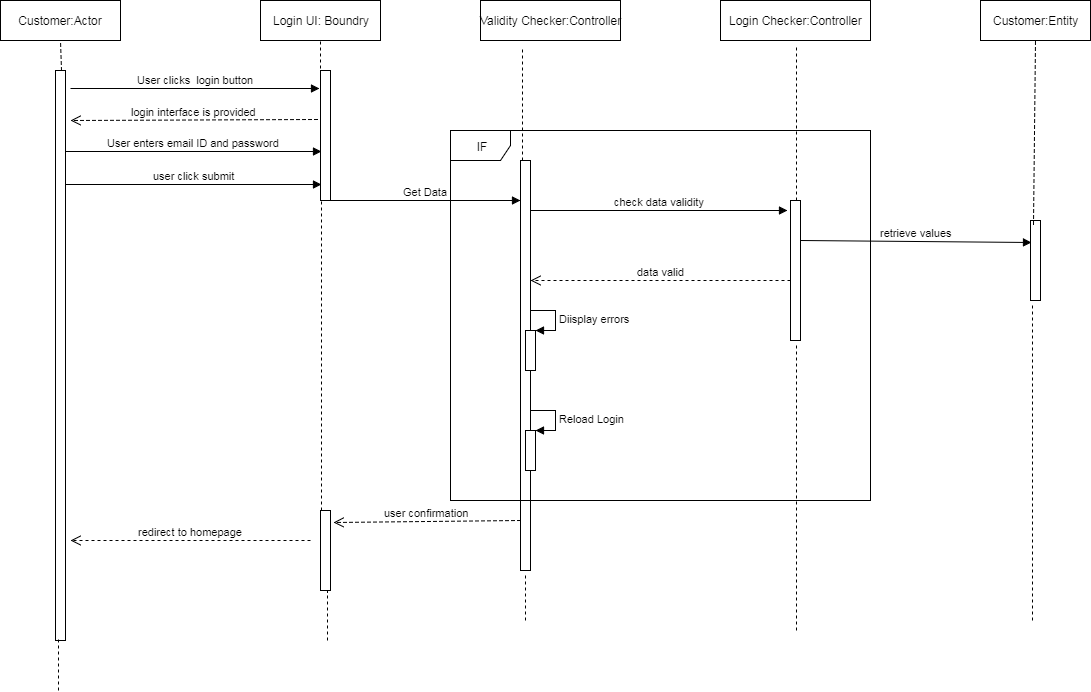 Customer:Actor
Login UI: Boundry
Validity Checker:Controller
Login Checker:Controller
Customer:Entity
User clicks login button
login interface is provided
User enters email ID and password
IF
user click submit
Get Data
check data validity
retrieve values
data valid
Diisplay errors
Reload Login
user confirmation
redirect to homepage